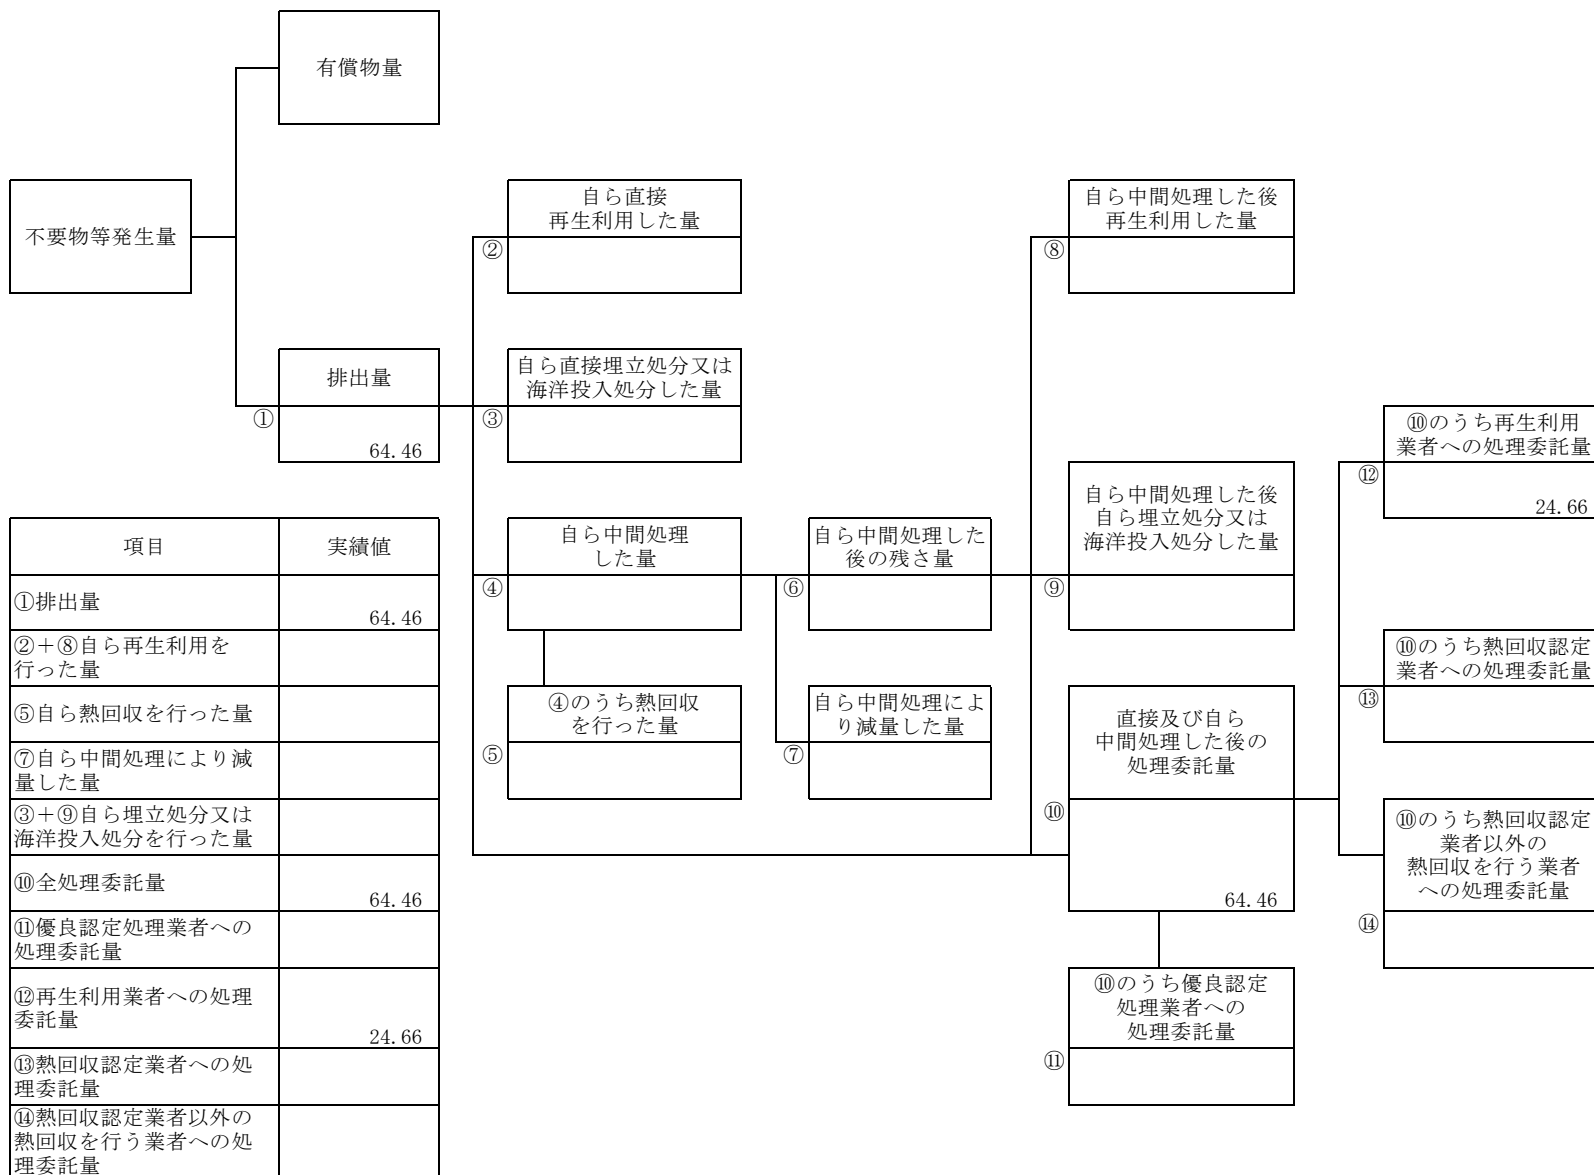 有償物量
不要物等発生量
自ら直接
再生利用した量
②
自ら中間処理した後
再生利用した量
⑧
排出量
①
64.46
自ら直接埋立処分又は
海洋投入処分した量
③
⑩のうち再生利用
業者への処理委託量
⑫
24.66
自ら中間処理
した量
④
自ら中間処理した
後の残さ量
⑥
自ら中間処理した後
自ら埋立処分又は
海洋投入処分した量
⑨
④のうち熱回収
を行った量
⑤
自ら中間処理によ
り減量した量
⑦
直接及び自ら
中間処理した後の
処理委託量
⑩
64.46
⑩のうち熱回収認定
業者への処理委託量
⑬
⑩のうち熱回収認定
業者以外の
熱回収を行う業者
への処理委託量
⑭
⑩のうち優良認定
処理業者への
処理委託量
⑪
項目 実績値
①排出量
64.46
②＋⑧自ら再生利用を
行った量
⑤自ら熱回収を行った量
⑦自ら中間処理により減
量した量
③＋⑨自ら埋立処分又は
海洋投入処分を行った量
⑩全処理委託量
64.46
⑪優良認定処理業者への
処理委託量
⑫再生利用業者への処理
委託量
24.66
⑬熱回収認定業者への処
理委託量
⑭熱回収認定業者以外の
熱回収を行う業者への処
理委託量